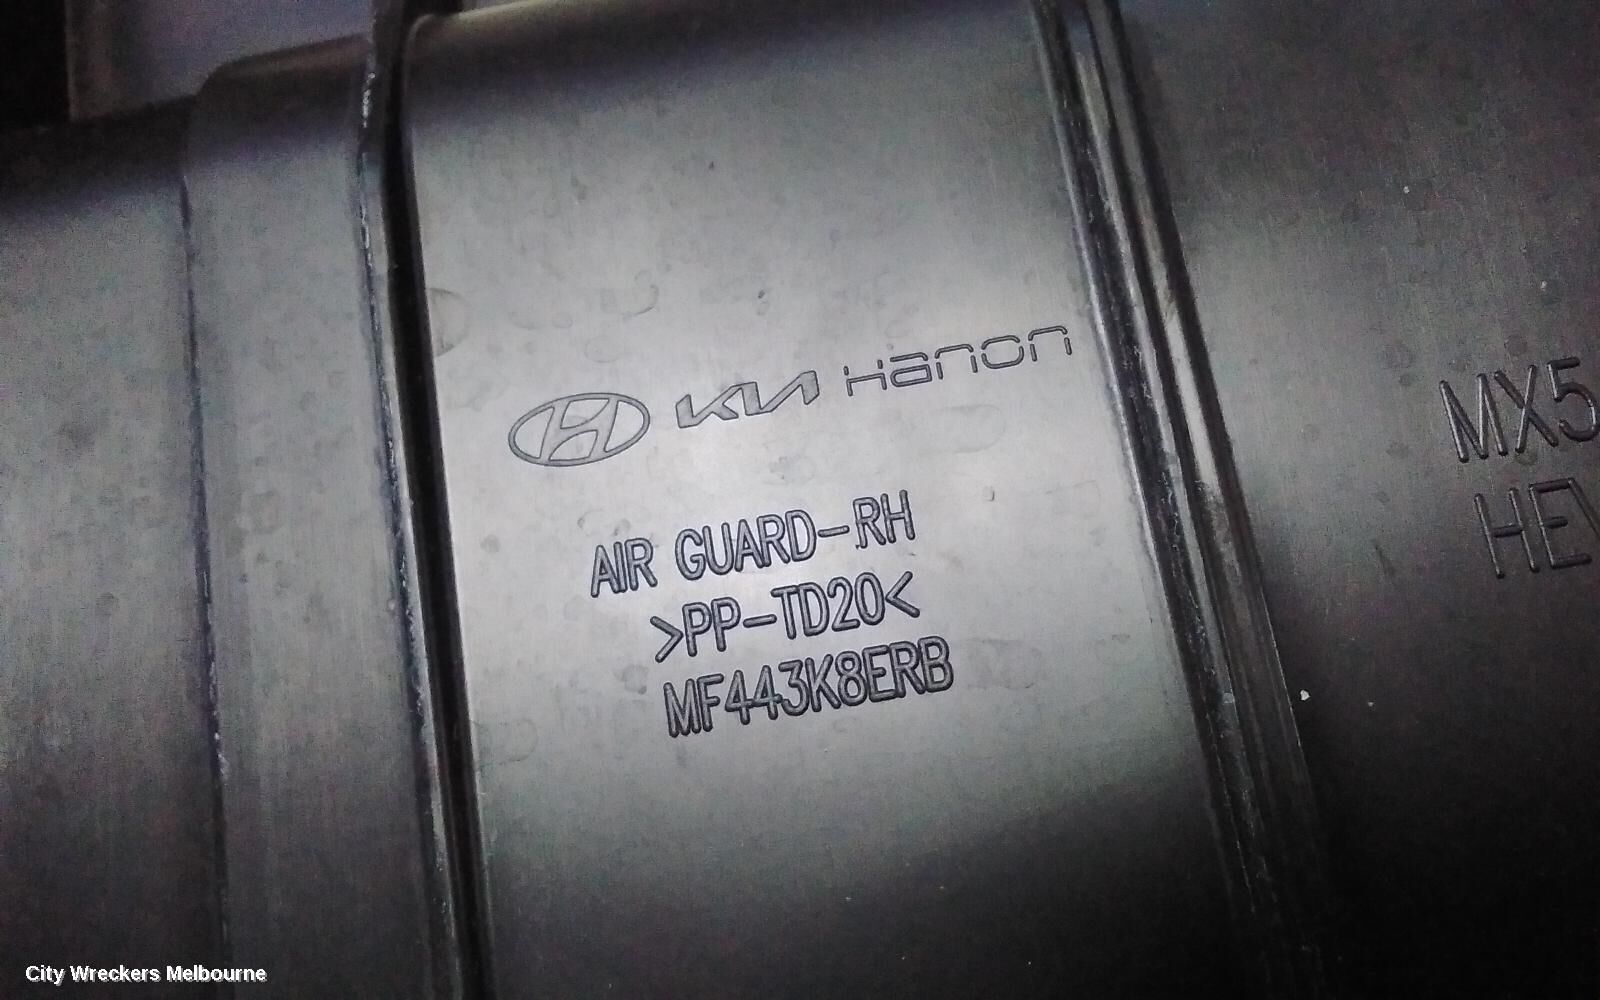 KIA Hanon
AIR GUARD-RH
>PP-TD20<
MF443K8ERB
MX5
City Wreckers Melbourne